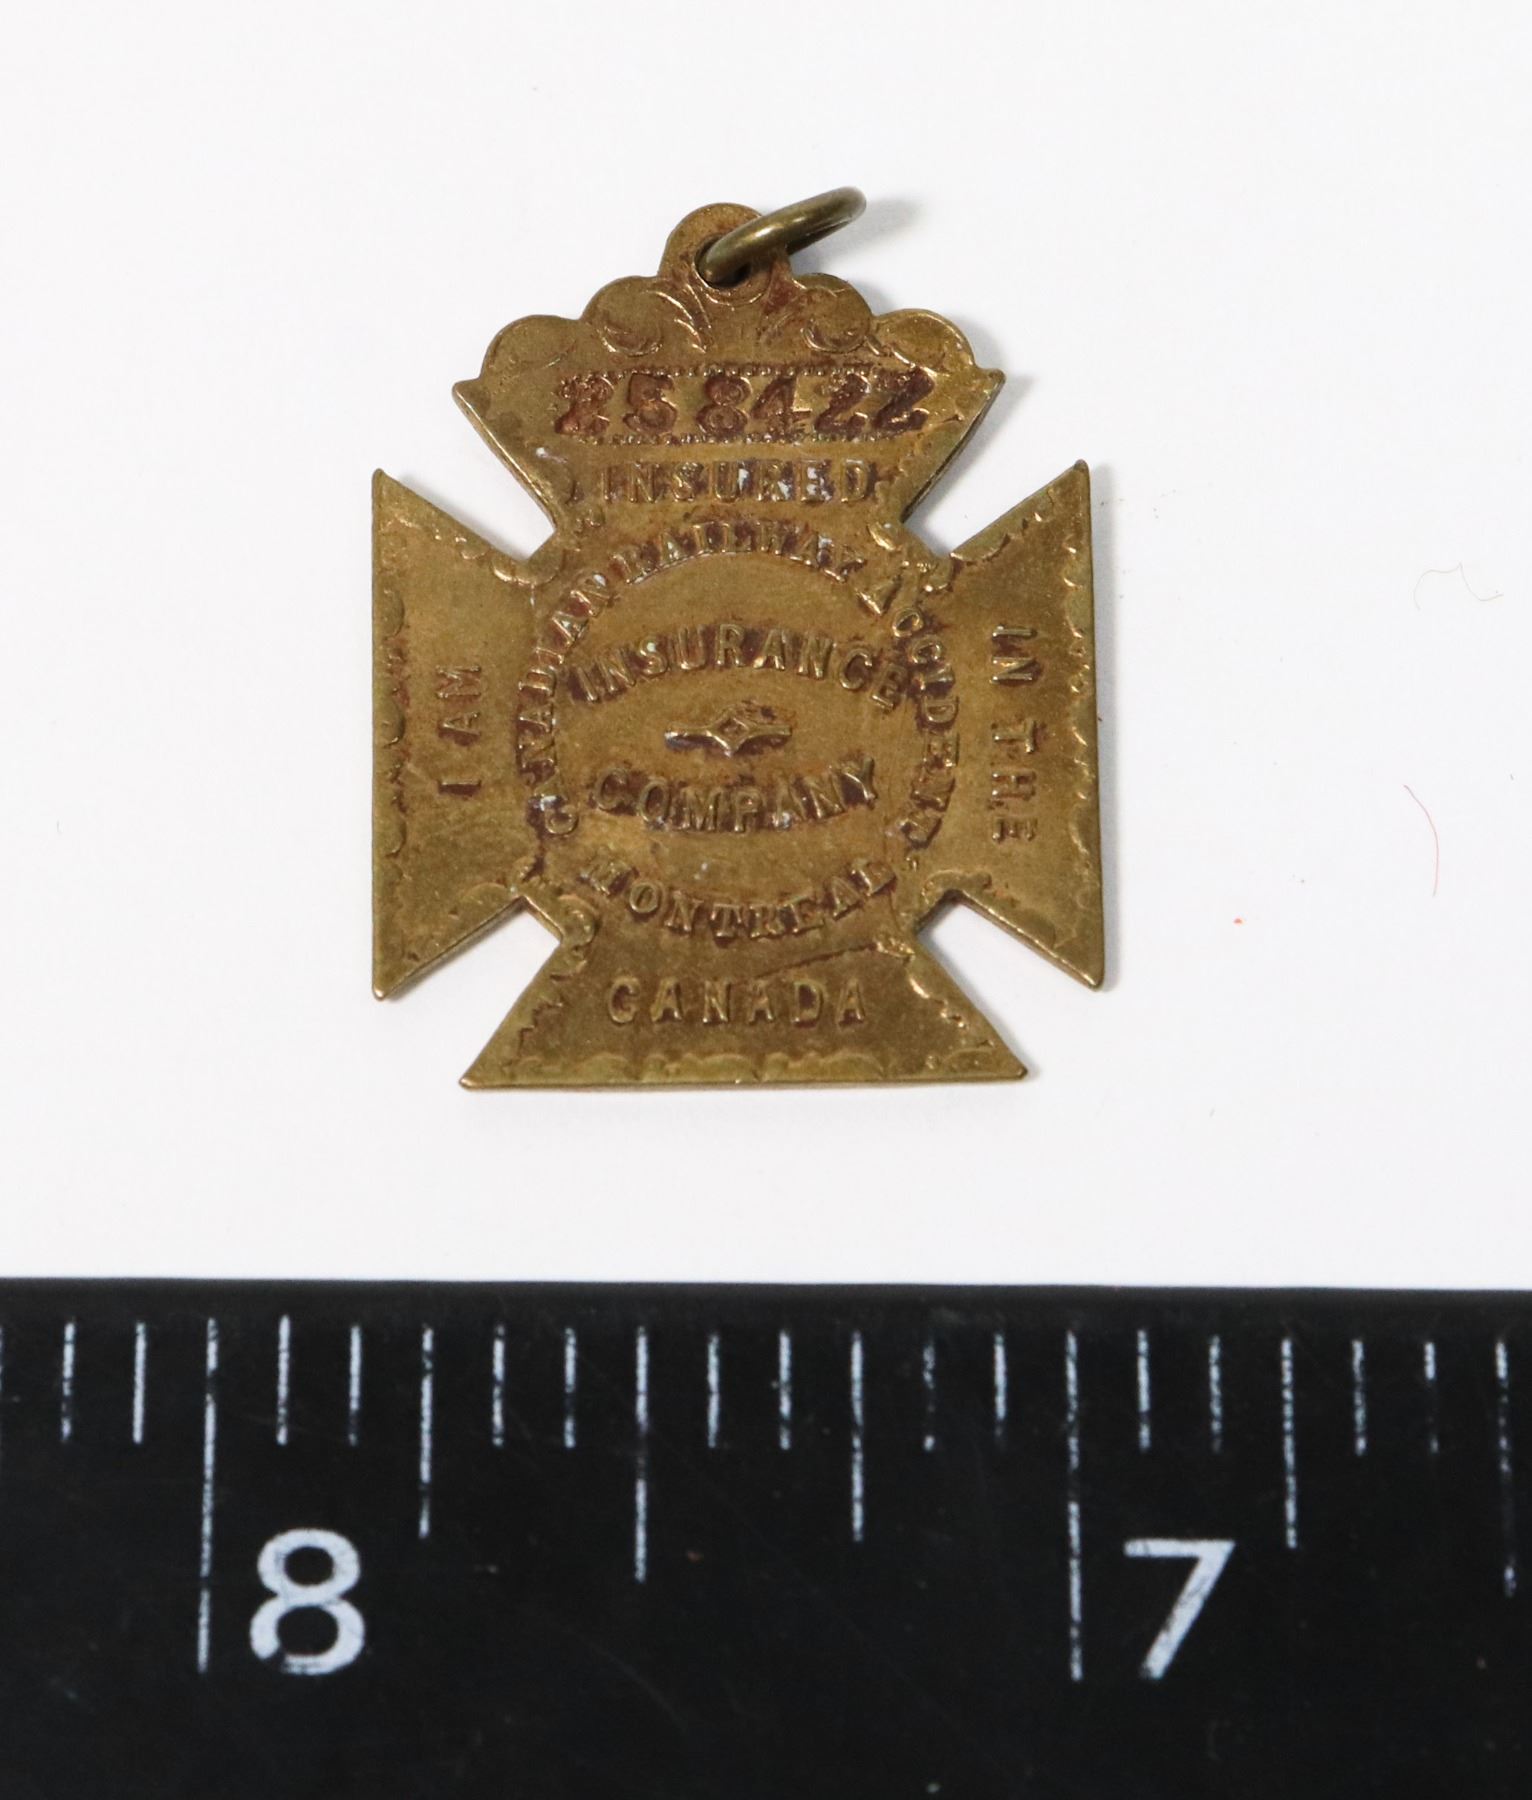 258422
INSURED
I AM
IN THE
CANADIAN RAILWAY ACCIDENT
INSURANCE
COMPANY
MONTREAL
CANADA
8 7